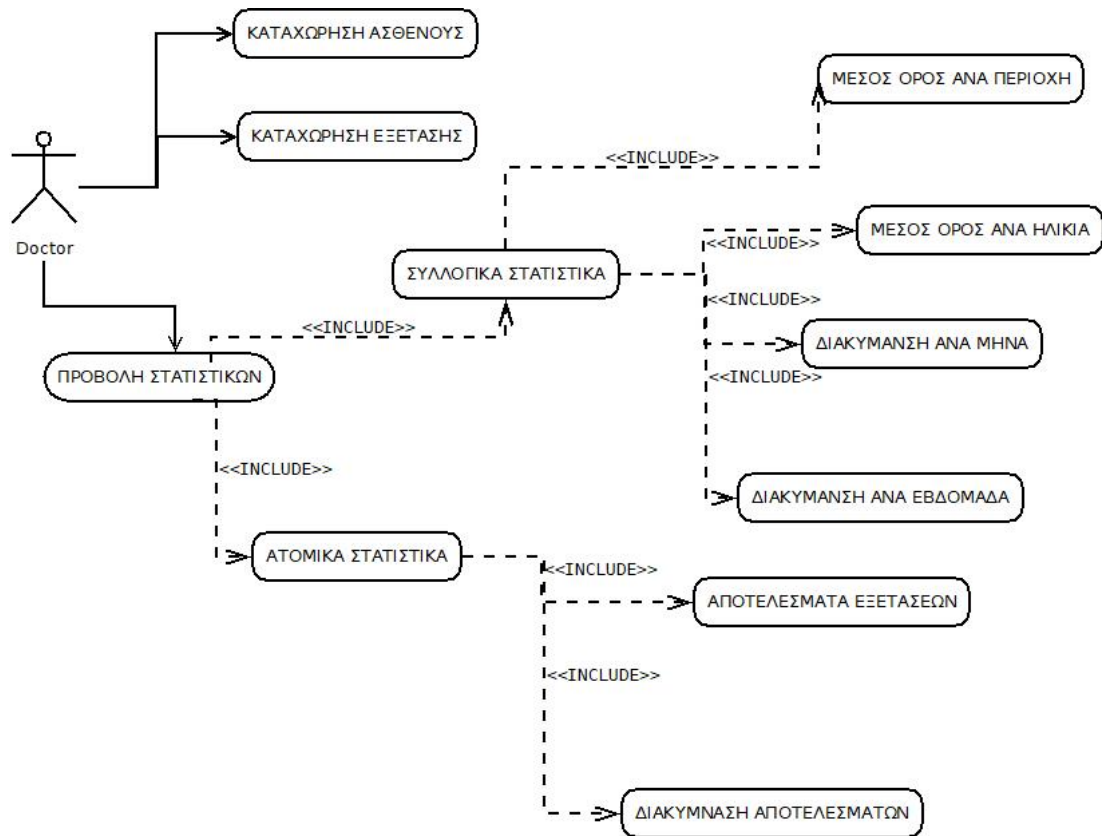 ΚΑΤΑΧΩΡΗΣΗ ΑΣΘΕΝΟΥΣ
ΜΕΣΟΣ ΟΡΟΣ ΑΝΑ ΠΕΡΙΟΧΗ
ΚΑΤΑΧΩΡΗΣΗ ΕΞΕΤΑΣΗΣ
<<INCLUDE>>
Doctor
ΜΕΣΟΣ ΟΡΟΣ ΑΝΑ ΗΛΙΚΙΑ
<<INCLUDE>>
ΣΥΛΛΟΓΙΚΑ ΣΤΑΤΙΣΤΙΚΑ
<<INCLUDE>>
<<INCLUDE>>
ΔΙΑΚΥΜΑΝΣΗ ΑΝΑ ΜΗΝΑ
ΠΡΟΒΟΛΗ ΣΤΑΤΙΣΤΙΚΩΝ
<<INCLUDE>>
<<INCLUDE>>
ΔΙΑΚΥΜΑΝΣΗ ΑΝΑ ΕΒΔΟΜΑΔΑ
ΑΤΟΜΙΚΑ ΣΤΑΤΙΣΤΙΚΑ
<<INCLUDE>>
ΑΠΟΤΕΛΕΣΜΑΤΑ ΕΞΕΤΑΣΕΩΝ
<<INCLUDE>>
ΔΙΑΚΥΜΝΑΣΗ ΑΠΟΤΕΛΕΣΜΑΤΩΝ